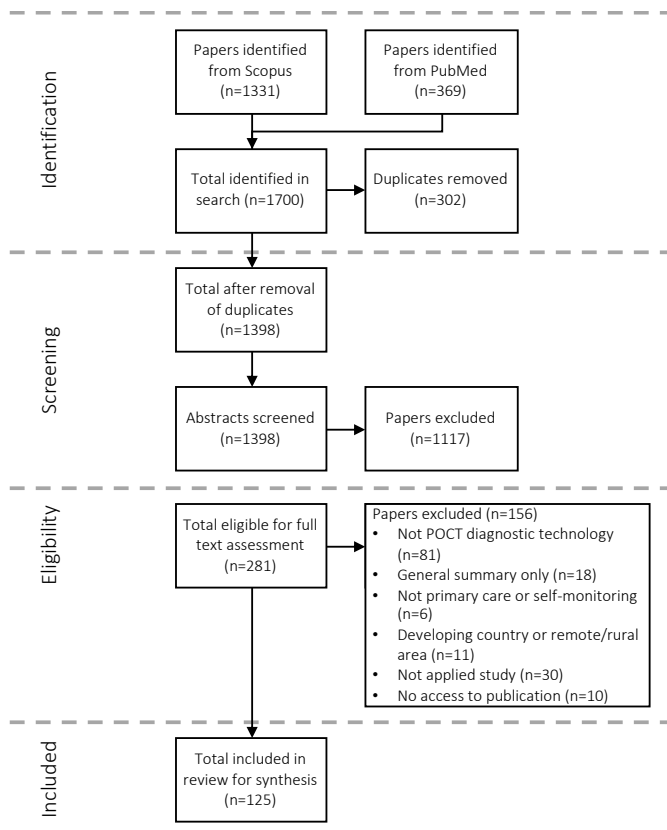 Identification
Papers identified
from Scopus
(n=1331)
Papers identified
from PubMed
(n=369)
Total identified in
search (n=1700)
Duplicates removed
(n=302)
Screening
Total after removal
of duplicates
(n=1398)
Abstracts screened
(n=1398)
Papers excluded
(n=1117)
Eligibility
Total eligible for full
text assessment
(n=281)
Papers excluded (n=156)
• Not POCT diagnostic technology
(n=81)
• General summary only (n=18)
• Not primary care or self-monitoring
(n=6)
• Developing country or remote/rural
area (n=11)
• Not applied study (n=30)
• No access to publication (n=10)
Included
Total included in
review for synthesis
(n=125)